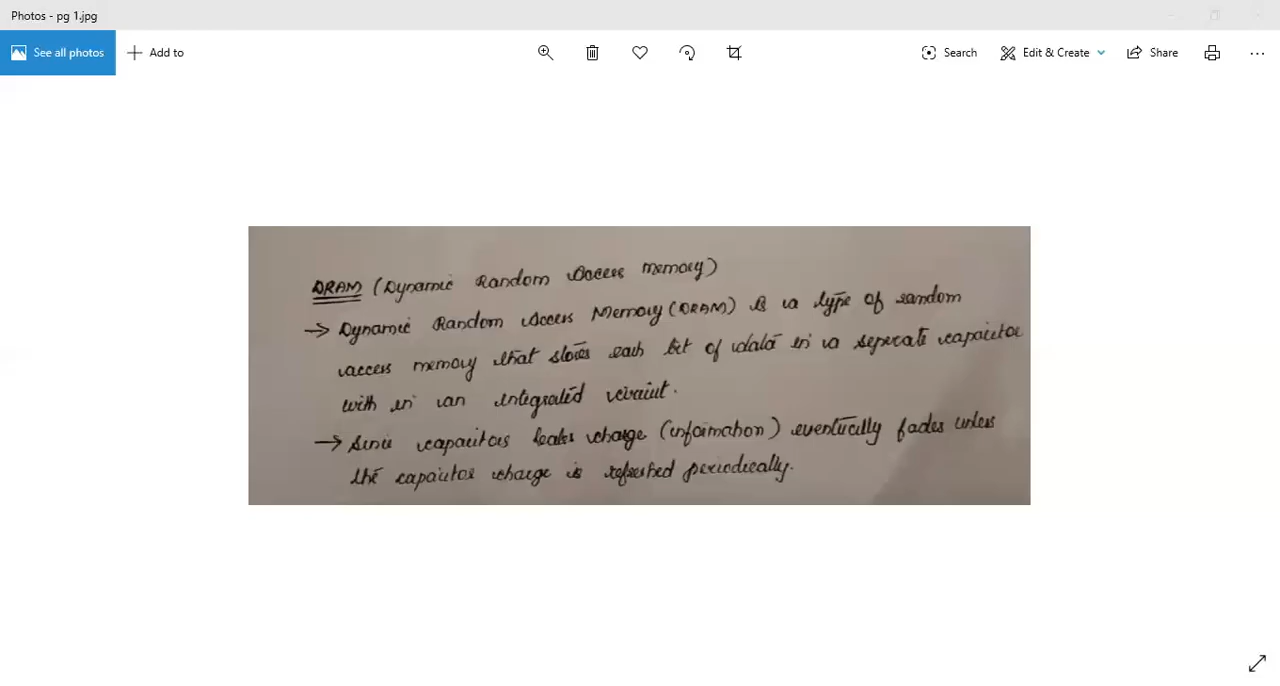 Photos - pg 1.jpg
See all photos
Add to
Search
Edit & Create
Share
DRAM (Dynamic Random Access Memory)
→ Dynamic Random Access Memory (DRAM) is a type of random
access memory that stores each bit of data in a seperate capacitor
with in an integrated circuit.
→ Since capacitors leaks charge (information) eventually fades unless
the capacitor charge is refreshed periodically.